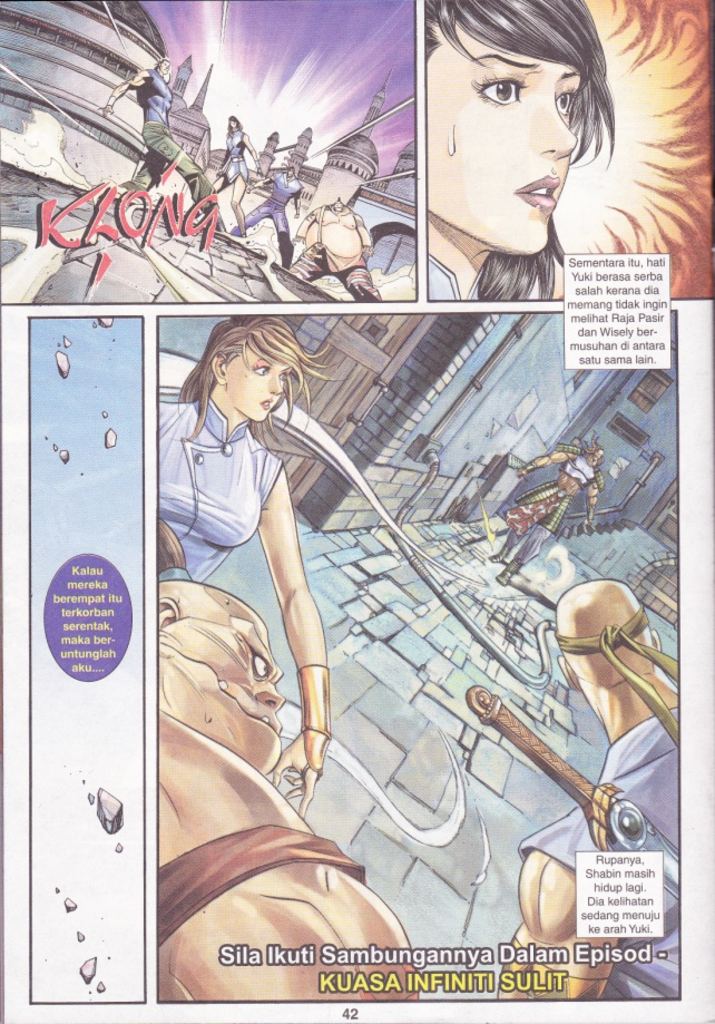 KLONG
Sementara itu, hati
Yuki berasa serba
salah kerana dia
memang tidak ingin
melihat Raja Pasir
dan Wisely ber-
musuhan di antara
satu sama lain.
Kalau
mereka
berempat itu
terkorban
serentak,
maka ber-
untunglah
aku....
Rupanya,
Shabin masih
hidup lagi.
Dia kelihatan
sedang menuju
ke arah Yuki.
Sila Ikuti Sambungannya Dalam Episod -
KUASA INFINITI SULIT
42